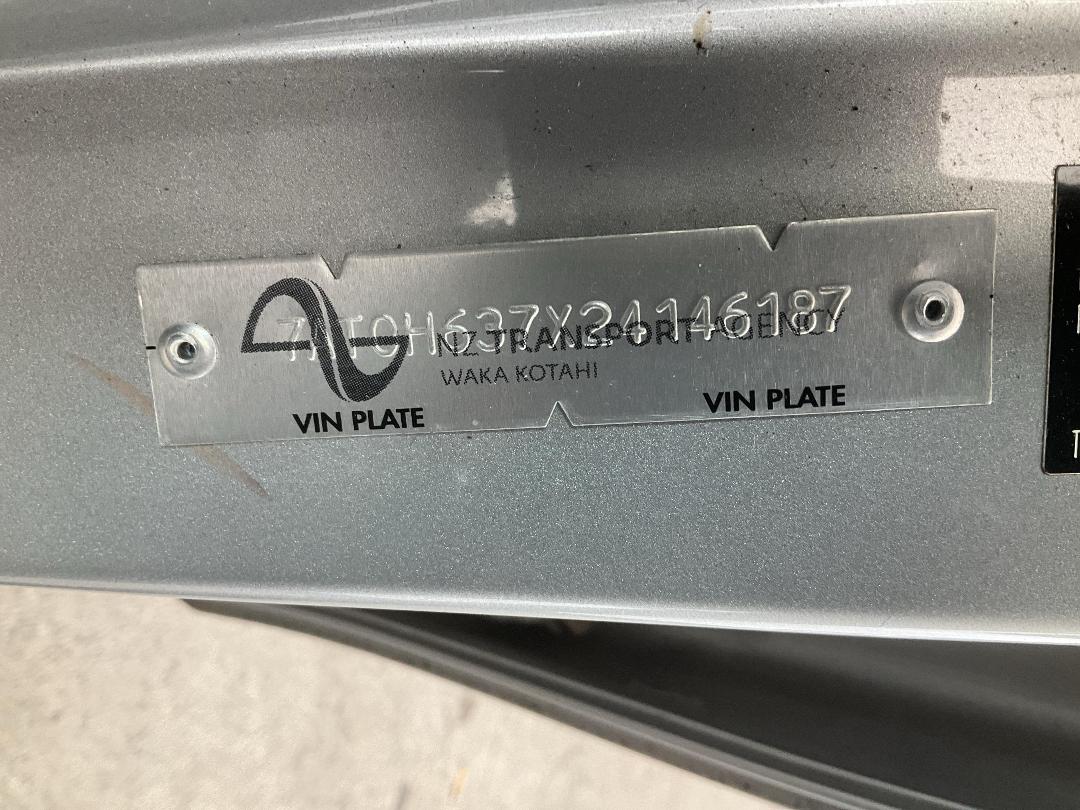 7AT0H637X24146187
NZ TRANSPORT AGENCY
WAKA KOTAHI
VIN PLATE
VIN PLATE